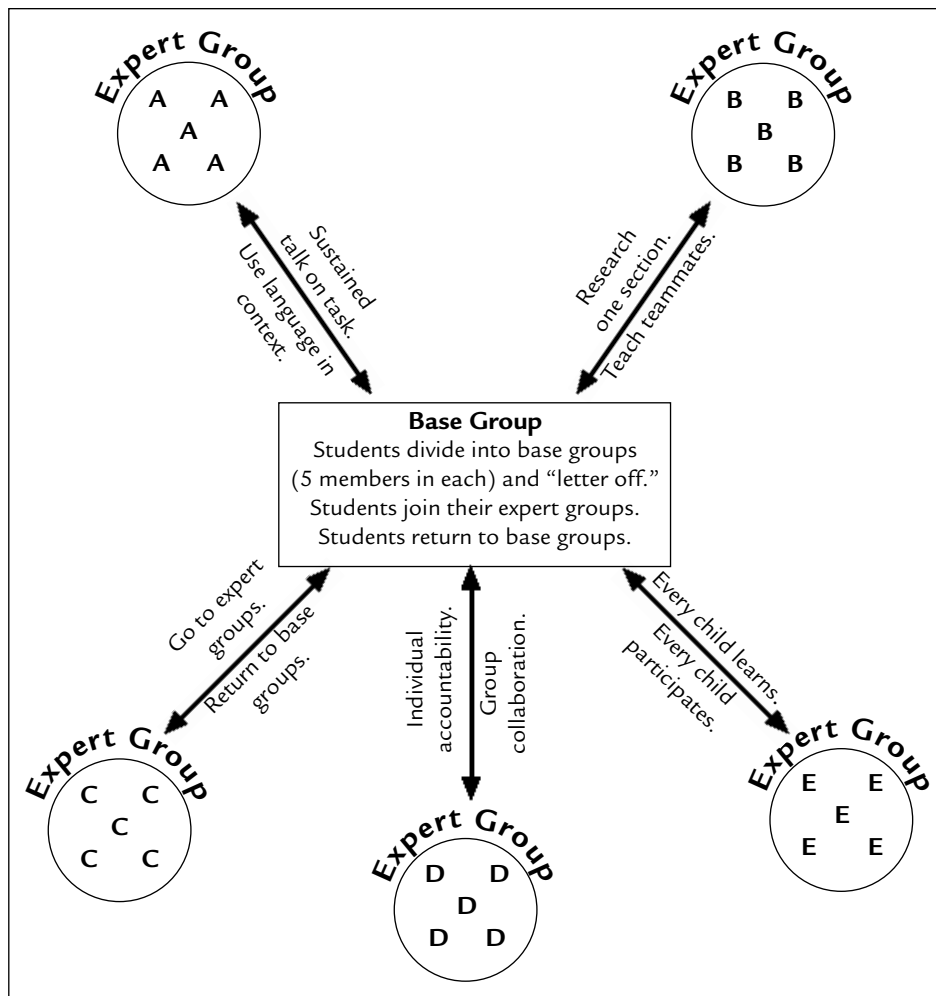 Expert Group
A A
A
A A
Expert Group
B B
B
B B
Sustained
talk on task.
Use language in
context.
Research
one section.
Teach teammates.
Base Group
Students divide into base groups
(5 members in each) and “letter off.”
Students join their expert groups.
Students return to base groups.
Go to expert
groups.
Return to base
groups.
Individual
accountability.
Group
collaboration.
Every child learns.
Every child
participates.
Expert Group
C C
C
C C
Expert Group
D D
D
D D
Expert Group
E E
E
E E